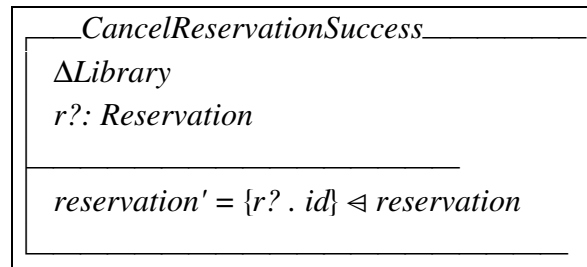 CancelReservationSuccess
ΔLibrary
r?: Reservation
reservation' = {r? . id} ⩤ reservation